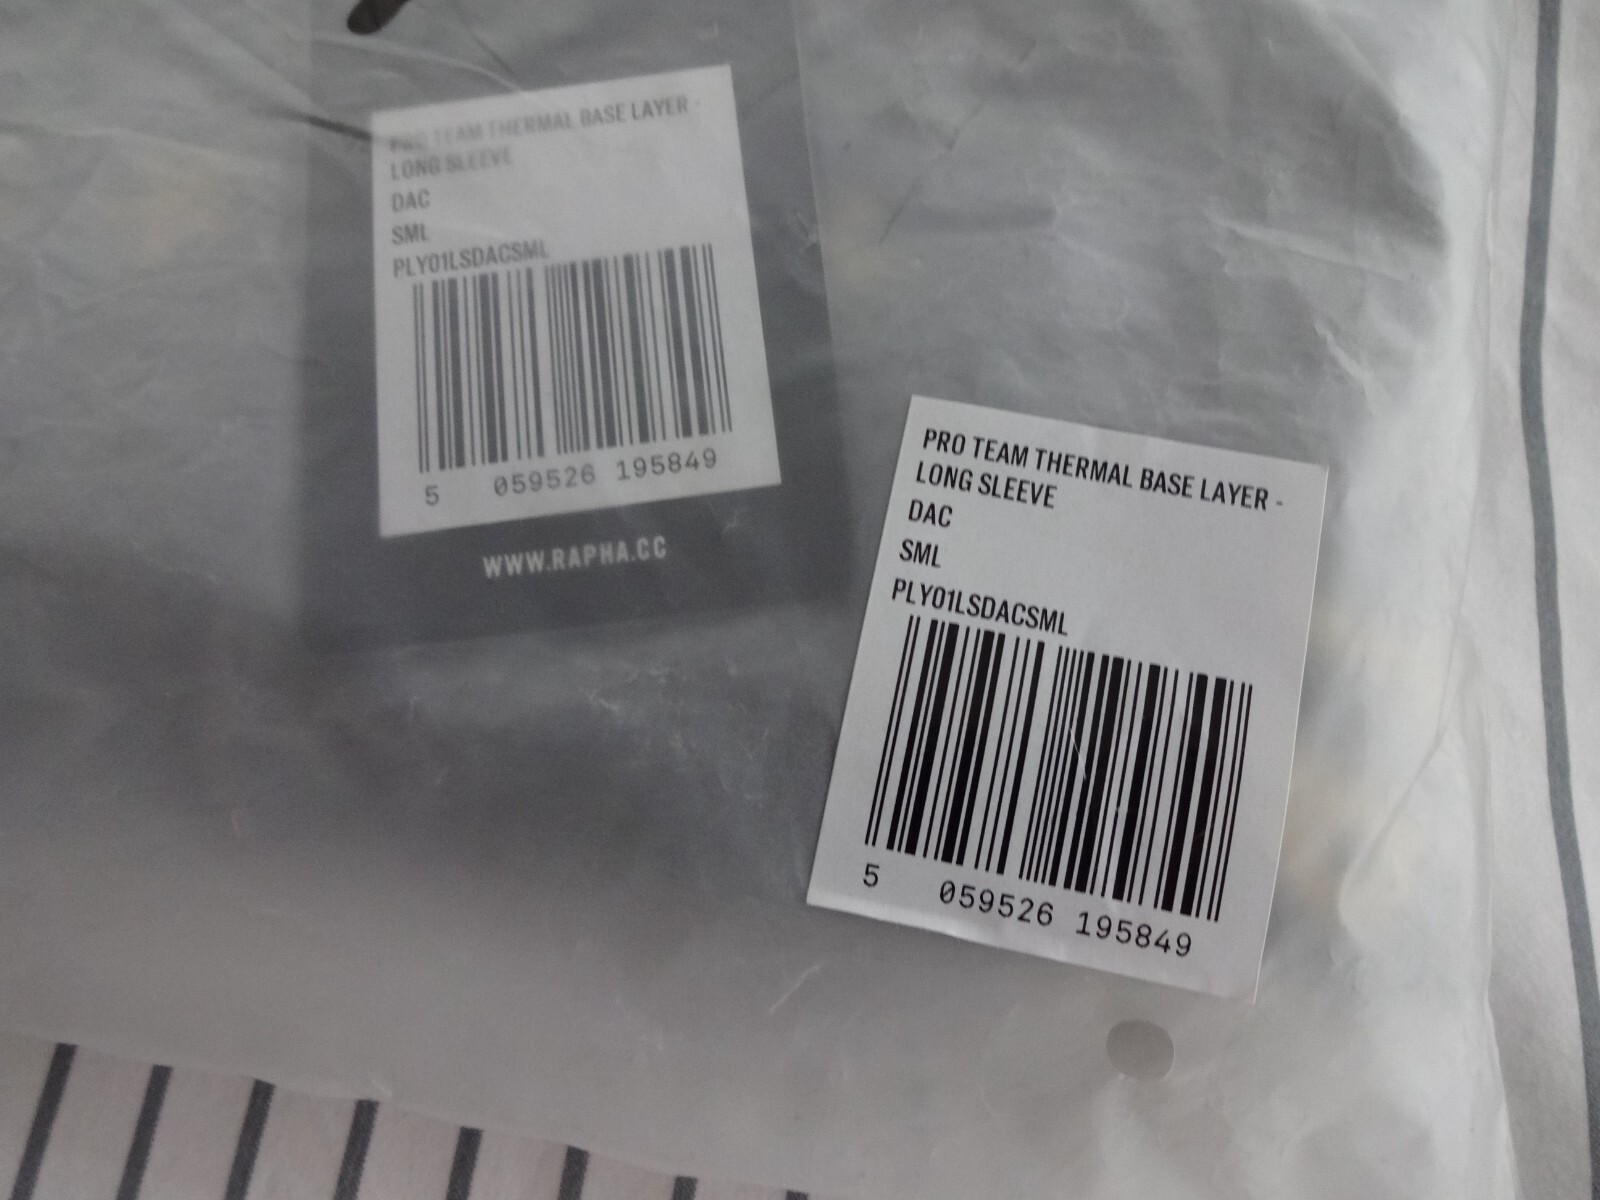 PRO TEAM THERMAL BASE LAYER -
LONG SLEEVE
DAC
SML
PLY01LSDACSML
5 059526 195849
WWW.RAPHA.CC
PRO TEAM THERMAL BASE LAYER -
LONG SLEEVE
DAC
SML
PLY01LSDACSML
5 059526 195849